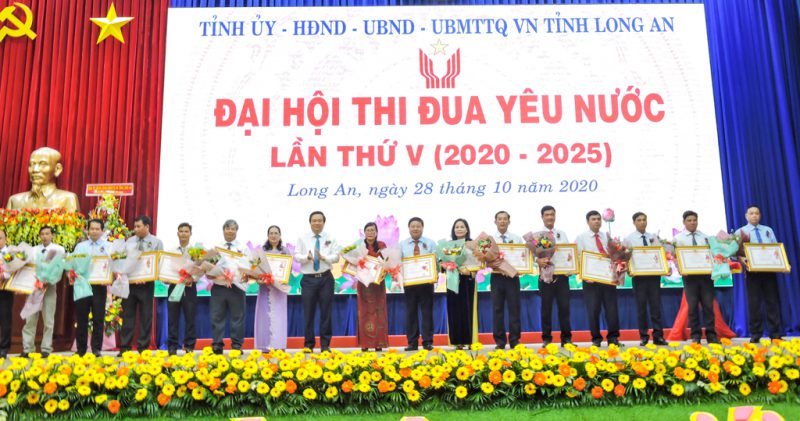 TỈNH ỦY - HĐND - UBND - UBMTTQ VN TỈNH LONG AN
ĐẠI HỘI THI ĐUA YÊU NƯỚC
LẦN THỨ V (2020 - 2025)
Long An, ngày 28 tháng 10 năm 2020